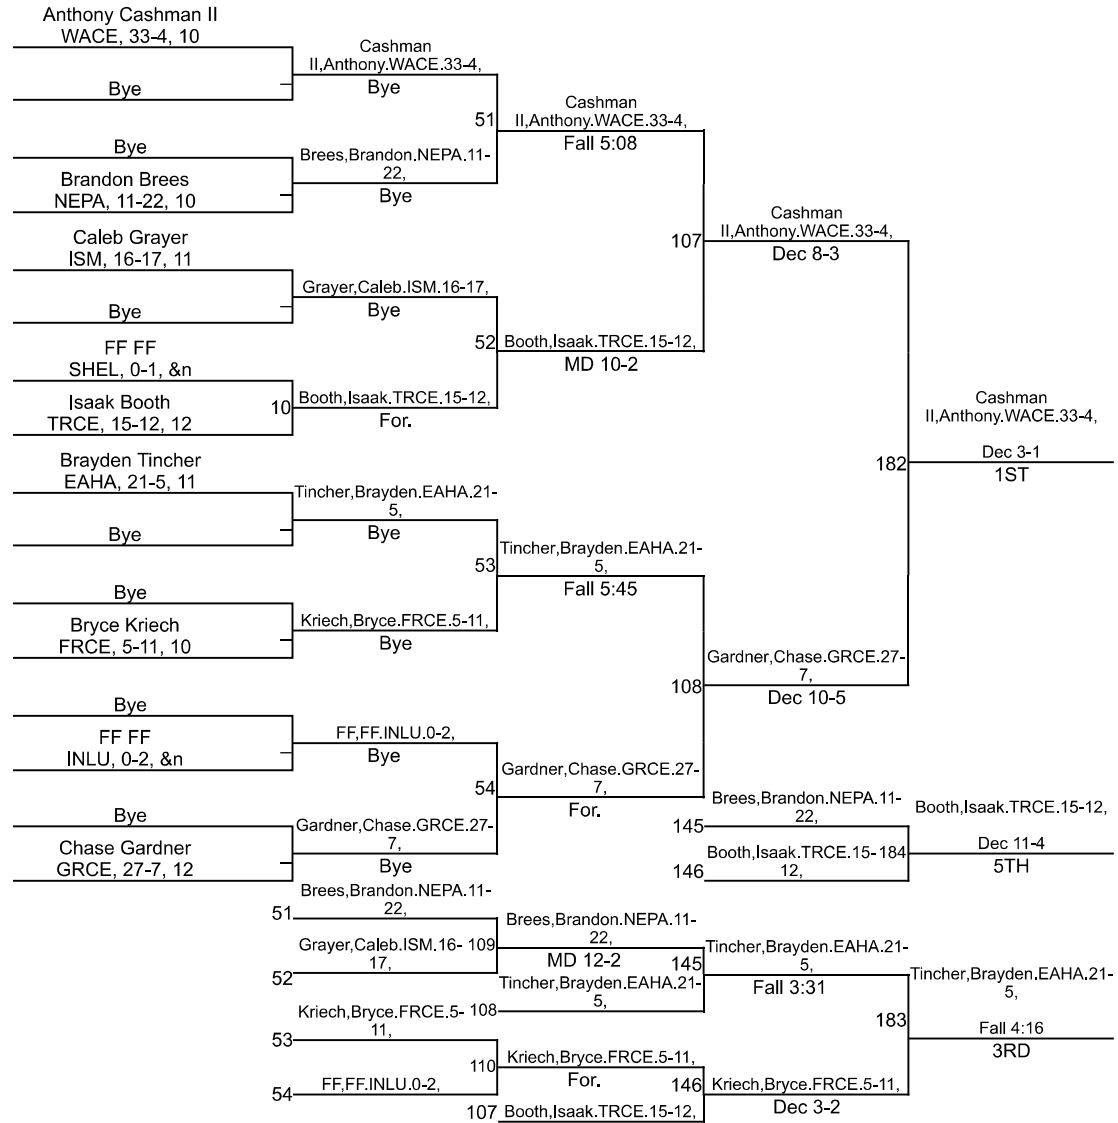 Anthony Cashman II
WACE, 33-4, 10
Bye
Bye
Brandon Brees
NEPA, 11-22, 10
Caleb Grayer
ISM, 16-17, 11
Bye
FF FF
SHEL, 0-1, &n
Isaak Booth
TRCE, 15-12, 12
Brayden Tincher
EAHA, 21-5, 11
Bye
Bye
Bryce Kriech
FRCE, 5-11, 10
Bye
FF FF
INLU, 0-2, &n
Bye
Chase Gardner
GRCE, 27-7, 12
Cashman
II,Anthony.WACE.33-4,
Bye
Brees,Brandon.NEPA.11-
22,
Bye
Grayer,Caleb.ISM.16-17,
Bye
10
Booth,Isaak.TRCE.15-12,
For.
Tincher,Brayden.EAHA.21-
5,
Bye
Kriech,Bryce.FRCE.5-11,
Bye
FF,FF.INLU.0-2,
Bye
Gardner,Chase.GRCE.27-
7,
Bye
51
Cashman
II,Anthony.WACE.33-4,
Fall 5:08
52
Booth,Isaak.TRCE.15-12,
MD 10-2
53
Tincher,Brayden.EAHA.21-
5,
Fall 5:45
54
Gardner,Chase.GRCE.27-
7,
For.
107
Cashman
II,Anthony.WACE.33-4,
Dec 8-3
108
Gardner,Chase.GRCE.27-
7,
Dec 10-5
182
Cashman
II,Anthony.WACE.33-4,
Dec 3-1
1ST
145
Brees,Brandon.NEPA.11-
22,
146
Booth,Isaak.TRCE.15-
12,
184
Booth,Isaak.TRCE.15-12,
Dec 11-4
5TH
51
Brees,Brandon.NEPA.11-
22,
52
Grayer,Caleb.ISM.16-
17,
109
Brees,Brandon.NEPA.11-
22,
MD 12-2
108
Tincher,Brayden.EAHA.21-
5,
145
Tincher,Brayden.EAHA.21-
5,
Fall 3:31
53
Kriech,Bryce.FRCE.5-
11,
54
FF,FF.INLU.0-2,
110
Kriech,Bryce.FRCE.5-11,
For.
107
Booth,Isaak.TRCE.15-12,
146
Kriech,Bryce.FRCE.5-11,
Dec 3-2
183
Tincher,Brayden.EAHA.21-
5,
Fall 4:16
3RD